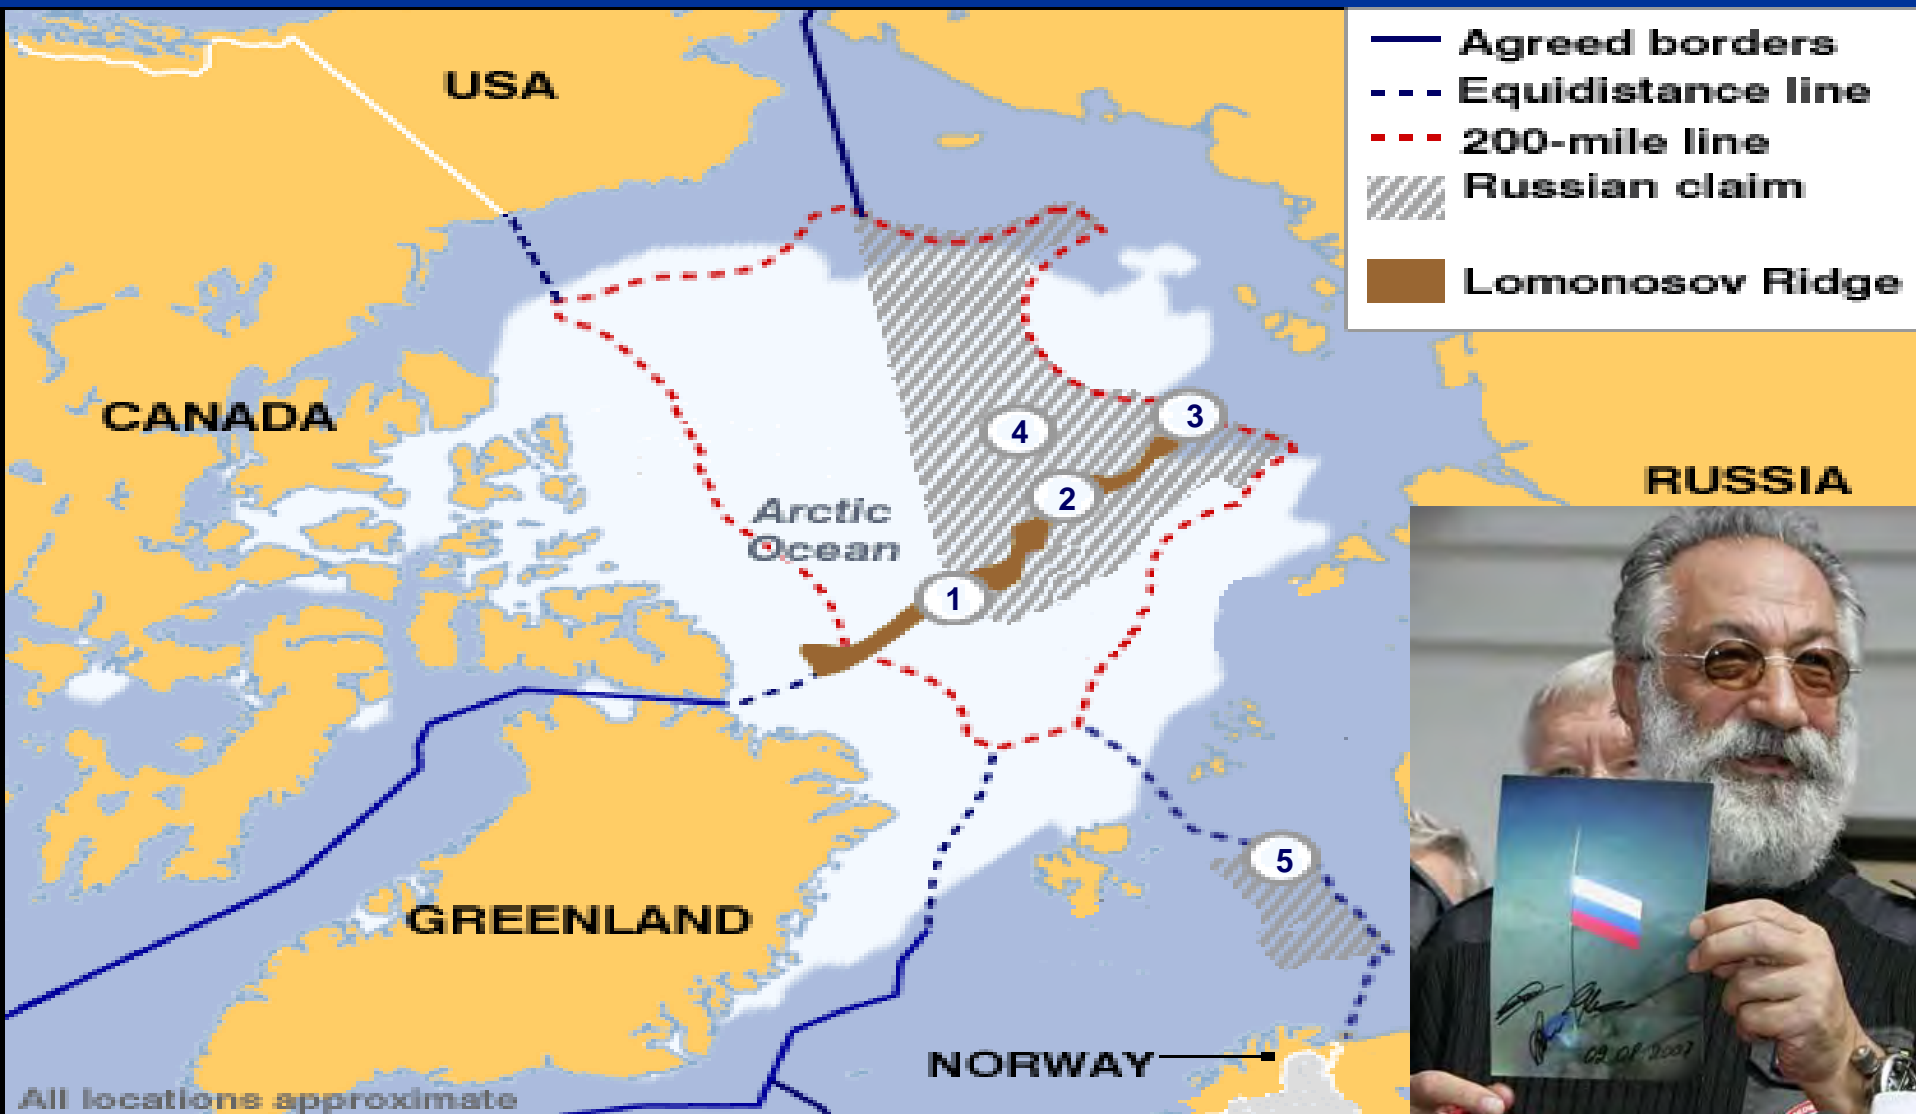 Agreed borders
Equidistance line
200-mile line
Russian claim
Lomonosov Ridge
USA
CANADA
3
4
2
RUSSIA
Arctic
Ocean
1
5
GREENLAND
NORWAY
All locations approximate